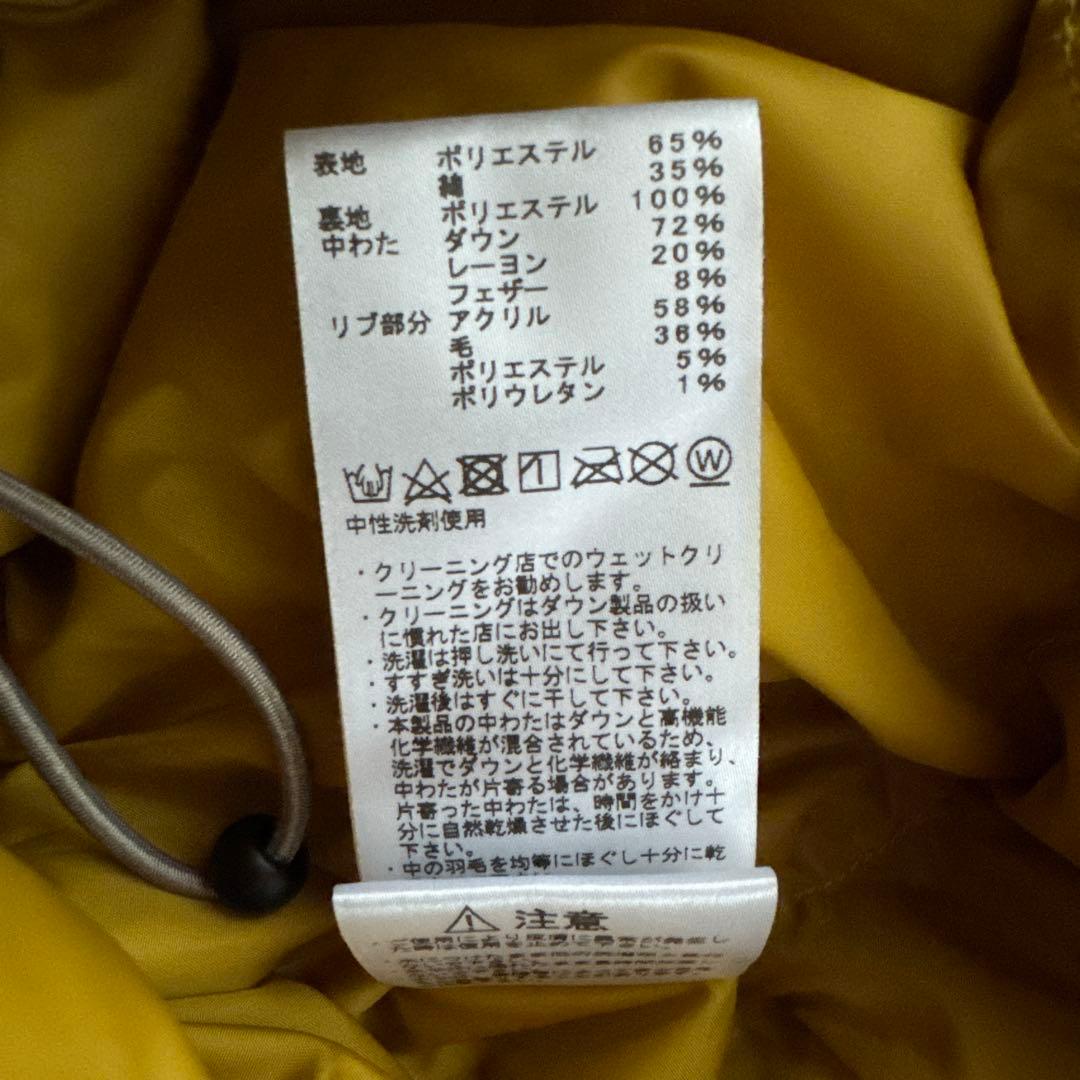 表地 ポリエステル 65%
綿 35%
裏地 ポリエステル 100%
中わた ダウン 72%
レーヨン 20%
フェザー 8%
リブ部分 アクリル 58%
毛 36%
ポリエステル 5%
ポリウレタン 1%
W
中性洗剤使用
・クリーニング店でのウェットクリ
ーニングをお勧めします。
・クリーニングはダウン製品の扱い
に慣れた店にお出し下さい。
・洗濯は押し洗いにて行って下さい。
・すすぎ洗いは十分にして下さい。
・洗濯後はすぐに干して下さい。
・本製品の中わたはダウンと高機能
化学繊維が混合されているため、
洗濯でダウンと化学繊維が絡まり、
中わたが片寄る場合があります。
片寄った中わたは、時間をかけ十
分に自然乾燥させた後にほぐして
下さい。
・中の羽毛を均等にほぐし十分に乾
注意